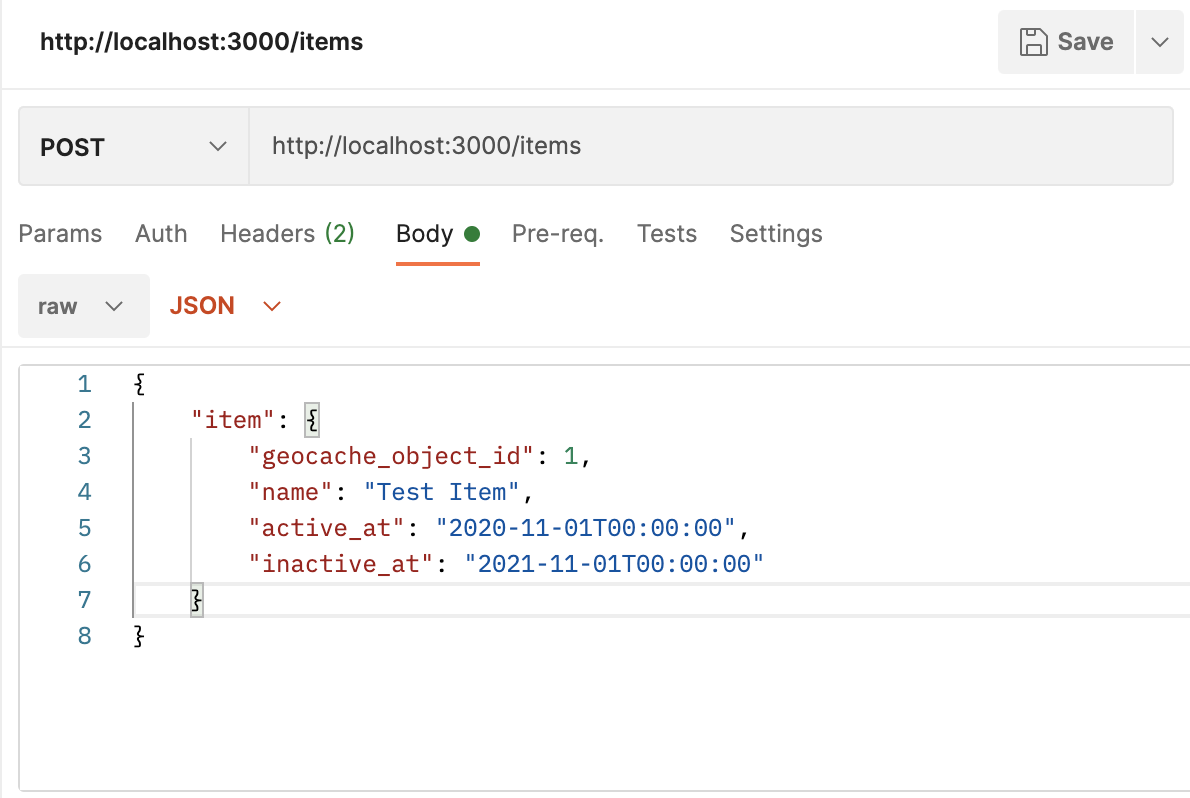 http://localhost:3000/items
Save
POST
http://localhost:3000/items
Params Auth Headers (2) Body Pre-req. Tests Settings
raw JSON
1 {
2     "item": {
3         "geocache_object_id": 1,
4         "name": "Test Item",
5         "active_at": "2020-11-01T00:00:00",
6         "inactive_at": "2021-11-01T00:00:00"
7     }
8 }